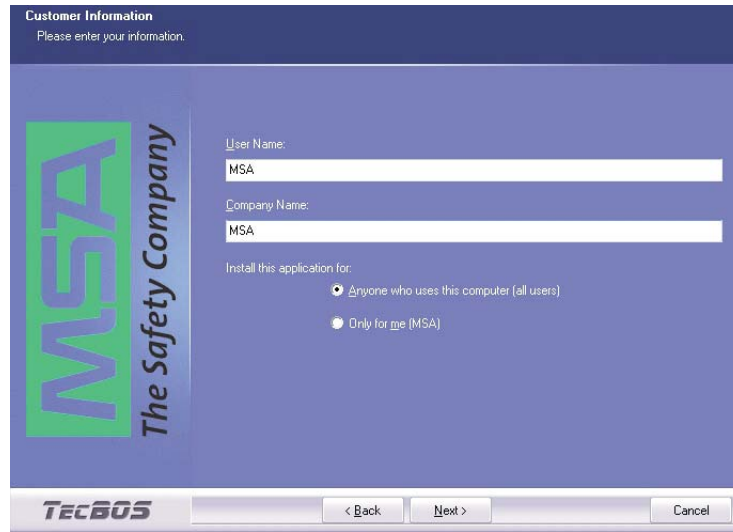 Customer Information
Please enter your information.
MSA
The Safety Company
User Name:
MSA
Company Name:
MSA
Install this application for:
Anyone who uses this computer (all users)
Only for me (MSA)
TECBOS
< Back
Next >
Cancel